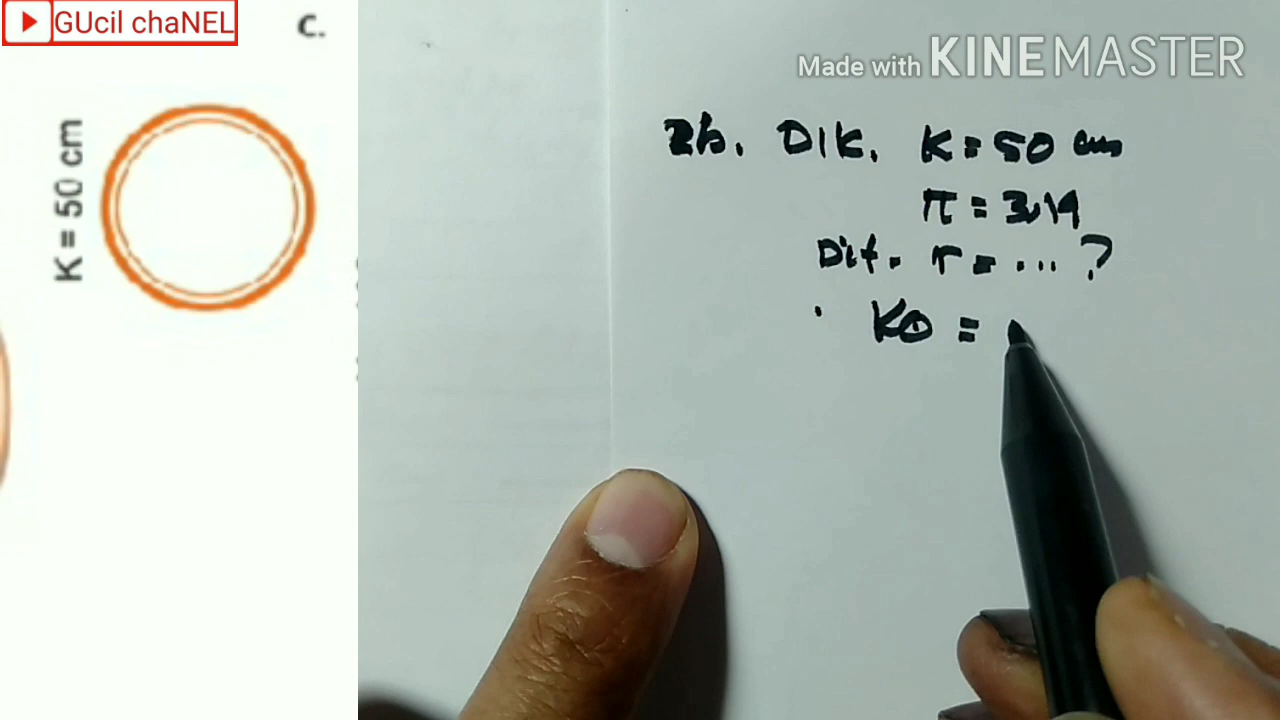 GUcil chaNEL
C.
K = 50 cm
Made with KINEMASTER
2b. DIK. K = 50 cm
π = 3,14
Dit. r = ... ?
K⊙ =